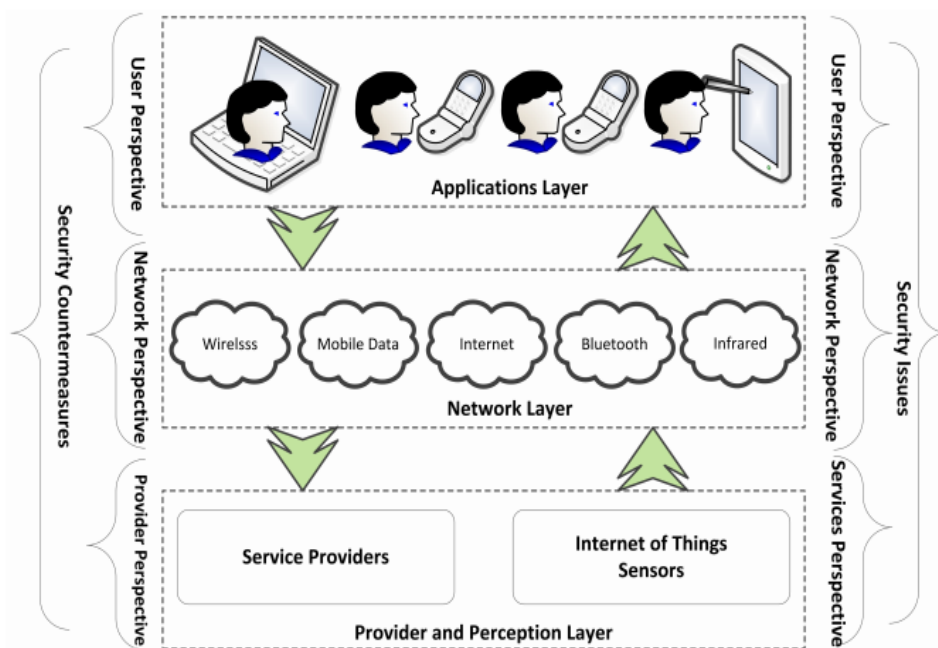 User Perspective
User Perspective
Applications Layer
Security Countermeasures
Network Perspective
Wirelsss
Mobile Data
Internet
Bluetooth
Infrared
Network Layer
Network Perspective
Security Issues
Provider Perspective
Service Providers
Internet of Things
Sensors
Provider and Perception Layer
Services Perspective